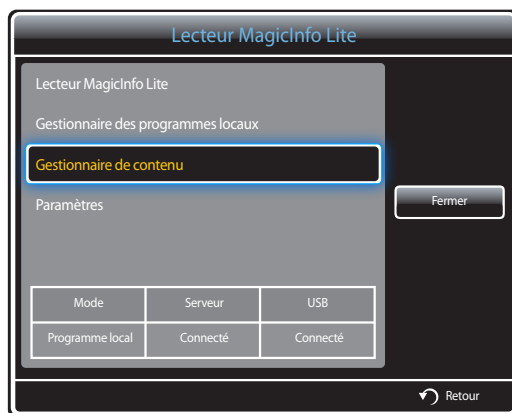 Lecteur MagicInfo Lite
Lecteur MagicInfo Lite
Gestionnaire des programmes locaux
Gestionnaire de contenu
Paramètres
Fermer
Mode Serveur USB
Programme local Connecté Connecté
Retour